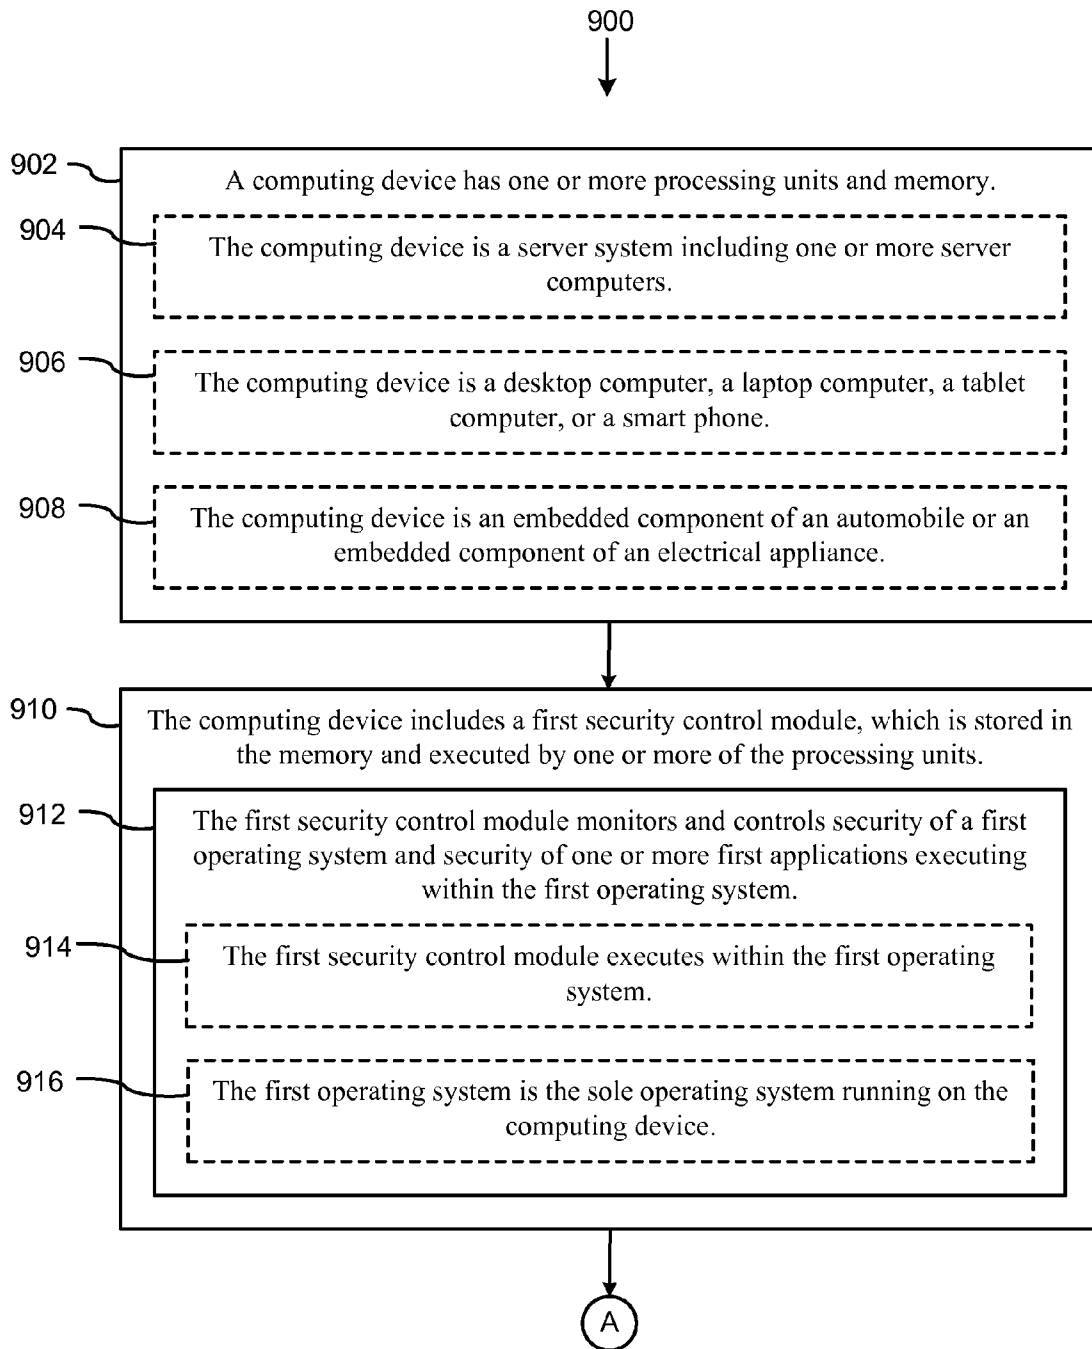 900
902
A computing device has one or more processing units and memory.
904
The computing device is a server system including one or more server
computers.
906
The computing device is a desktop computer, a laptop computer, a tablet
computer, or a smart phone.
908
The computing device is an embedded component of an automobile or an
embedded component of an electrical appliance.
910
The computing device includes a first security control module, which is stored in
the memory and executed by one or more of the processing units.
912
The first security control module monitors and controls security of a first
operating system and security of one or more first applications executing
within the first operating system.
914
The first security control module executes within the first operating
system.
916
The first operating system is the sole operating system running on the
computing device.
A